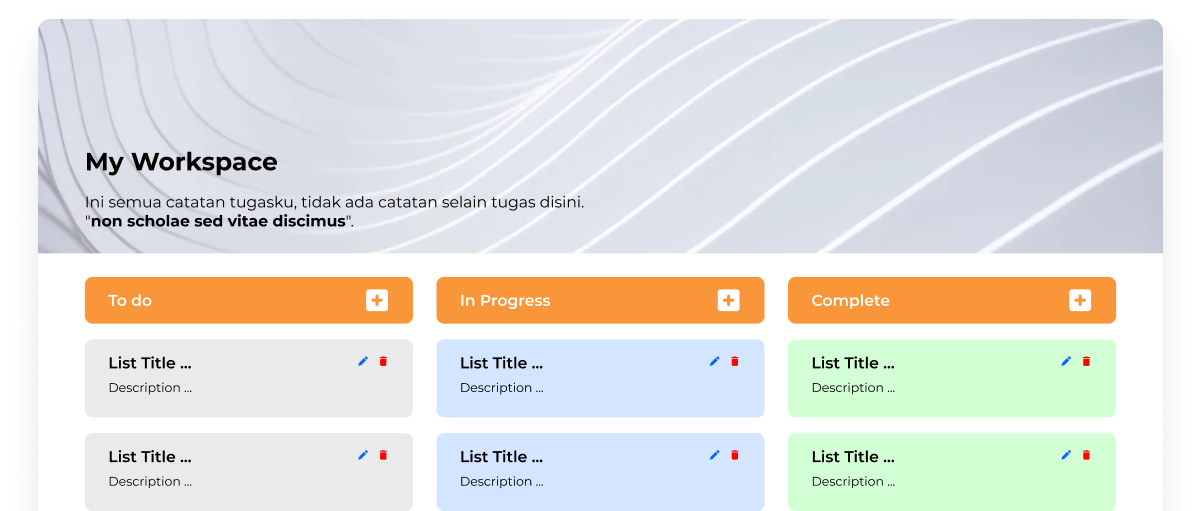 My Workspace
Ini semua catatan tugasku, tidak ada catatan selain tugas disini.
"non scholae sed vitae discimus".
To do
In Progress
Complete
List Title ...
Description ...
List Title ...
Description ...
List Title ...
Description ...
List Title ...
Description ...
List Title ...
Description ...
List Title ...
Description ...